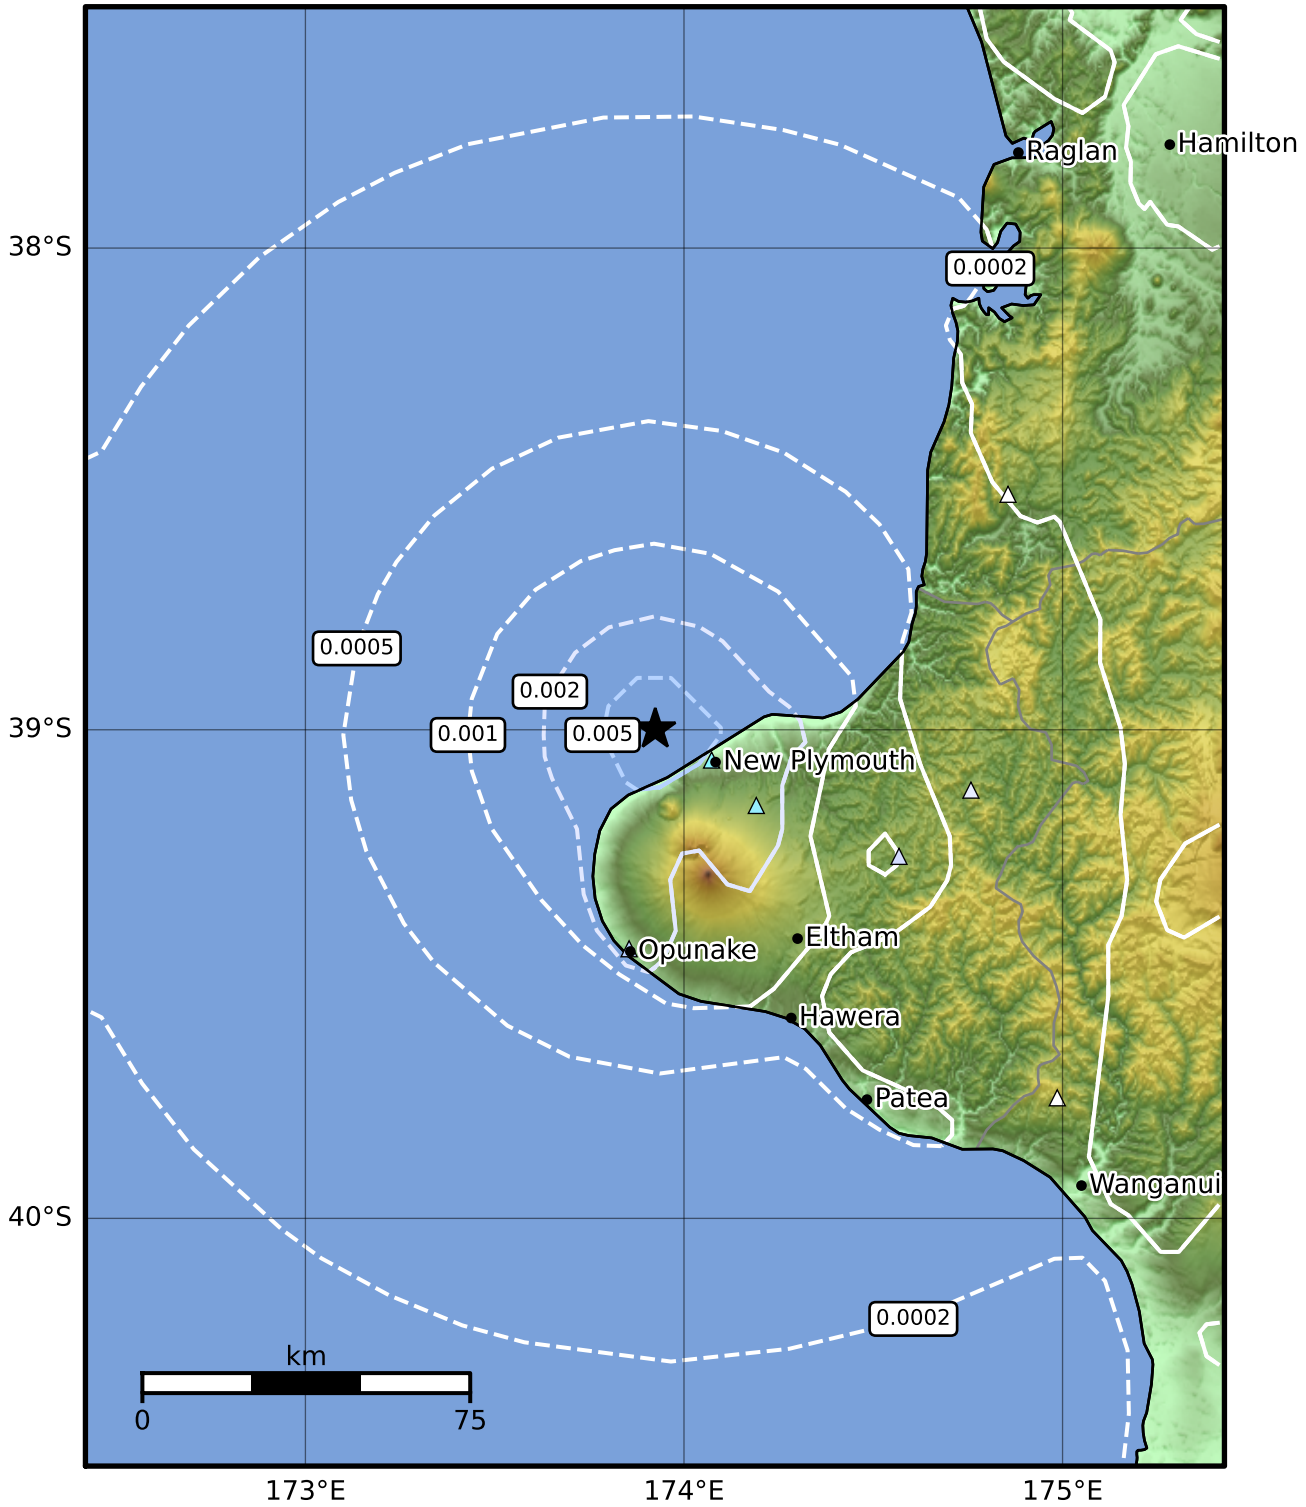 Raglan
Hamilton
38°S
0.0002
0.0005
0.002
0.001
0.005
39°S
New Plymouth
Opunake
Eltham
Hawera
Patea
Wanganui
40°S
0.0002
km
0
75
173°E
174°E
175°E